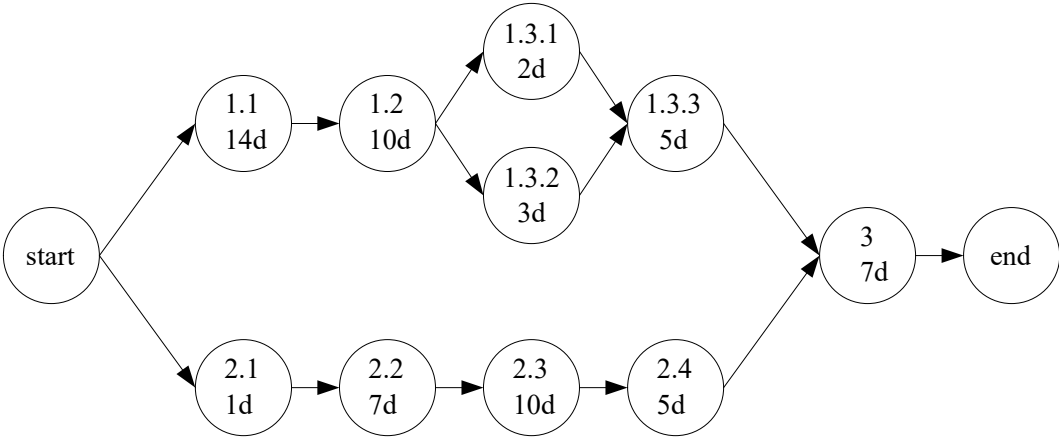 1.3.1
2d
1.1
14d
1.2
10d
1.3.3
5d
1.3.2
3d
start
3
7d
end
2.1
1d
2.2
7d
2.3
10d
2.4
5d